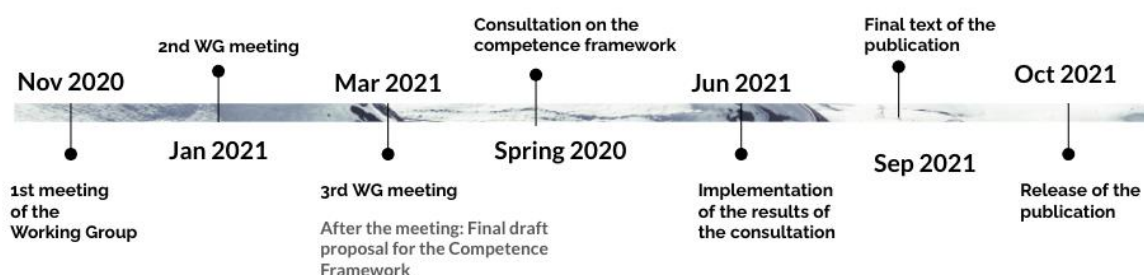 Nov 2020
1st meeting
of the
Working Group
2nd WG meeting
Jan 2021
Mar 2021
3rd WG meeting
After the meeting: Final draft
proposal for the Competence
Framework
Consultation on the
competence framework
Spring 2020
Jun 2021
Implementation
of the results of
the consultation
Final text of the
publication
Sep 2021
Oct 2021
Release of the
publication